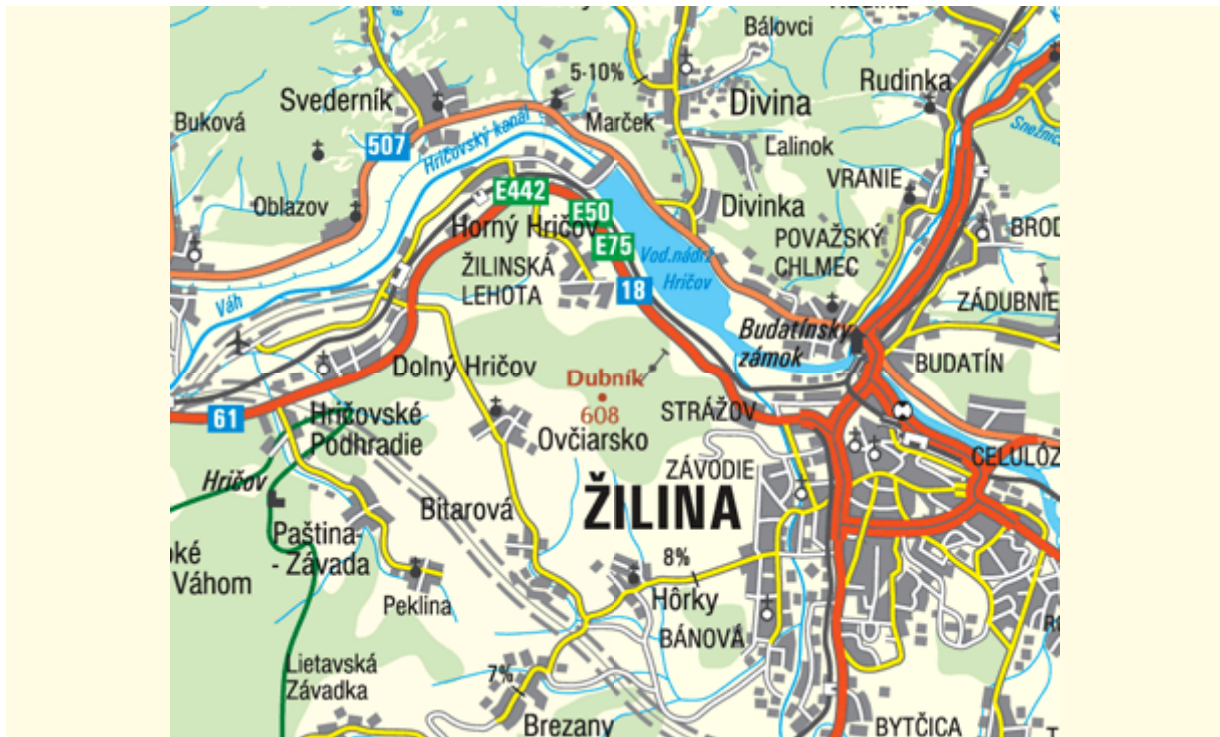 Bálovci
5-10%
Rudinka
Svederník
Divina
Buková
Marček
507
Hričovský kanál
Ľalinok
Snežnic
VRANIE
E442
Oblazov
E50
Divinka
Horný Hričov
BROD
E75
Vod.nádrž
Hričov
POVAŽSKÝ
CHLMEC
ŽILINSKÁ
LEHOTA
18
Váh
ZÁDUBNIE
Budatínsky
zámok
Dolný Hričov
BUDATÍN
Dubník
608
61
Hričovské
Podhradie
STRÁŽOV
Ovčiarsko
CELULÓZ
ZÁVODIE
Hričov
Bitarová
ŽILINA
Paština-
- Závada
oké
Váhom
8%
Peklina
Hôrky
BÁNOVÁ
Lietavská
Závadka
7%
Brezany
BYTČICA